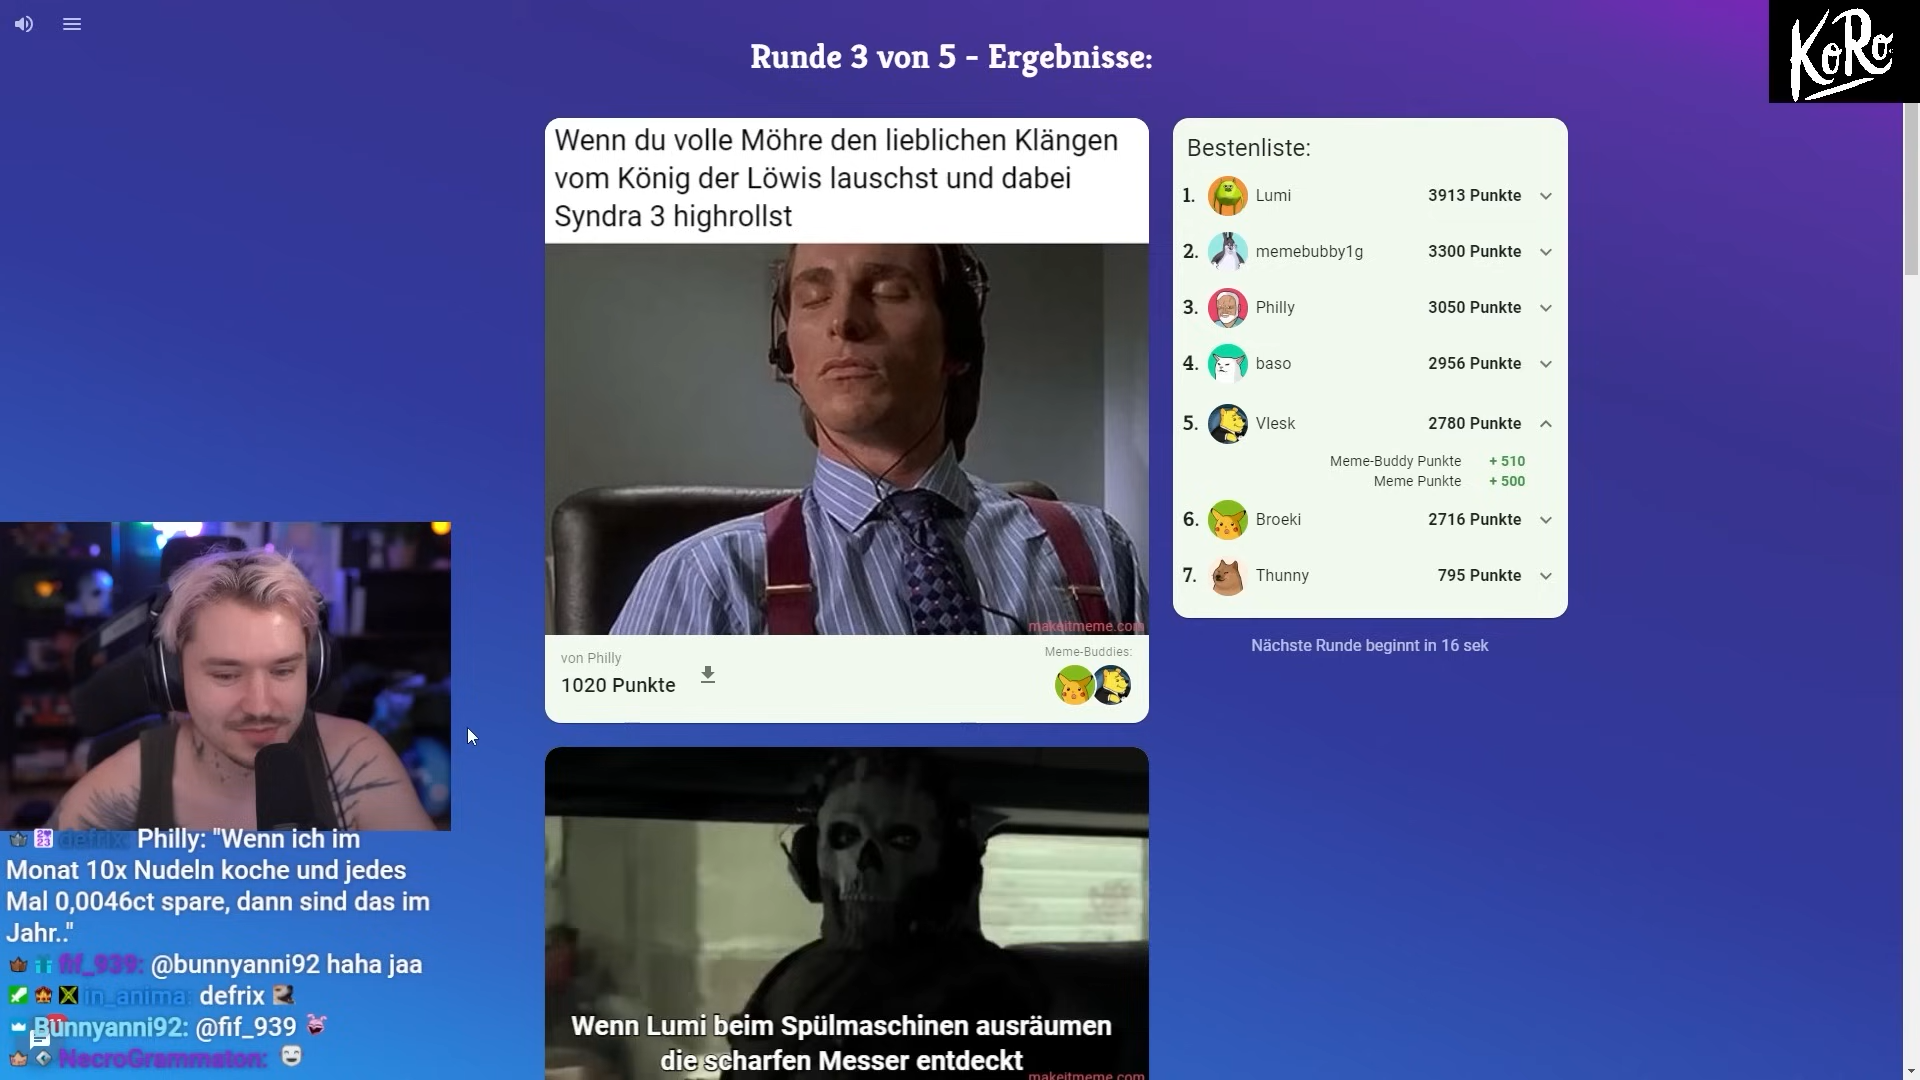 Runde 3 von 5 - Ergebnisse:
KoRo
Wenn du volle Möhre den lieblichen Klängen
vom König der Löwis lauschst und dabei
Syndra 3 highrollst
makeitmeme.com
von Philly
1020 Punkte
Meme-Buddies:
Wenn Lumi beim Spülmaschinen ausräumen
die scharfen Messer entdeckt
makeitmeme.com
Bestenliste:
1. Lumi 3913 Punkte
2. memebubby1g 3300 Punkte
3. Philly 3050 Punkte
4. baso 2956 Punkte
5. Vlesk 2780 Punkte
Meme-Buddy Punkte + 510
Meme Punkte + 500
6. Broeki 2716 Punkte
7. Thunny 795 Punkte
Nächste Runde beginnt in 16 sek
defrix: Philly: "Wenn ich im
Monat 10x Nudeln koche und jedes
Mal 0,0046ct spare, dann sind das im
Jahr.."
fif_939: @bunnyanni92 haha jaa
in_anima: defrix
Bunnyanni92: @fif_939
NecroGrammaton: